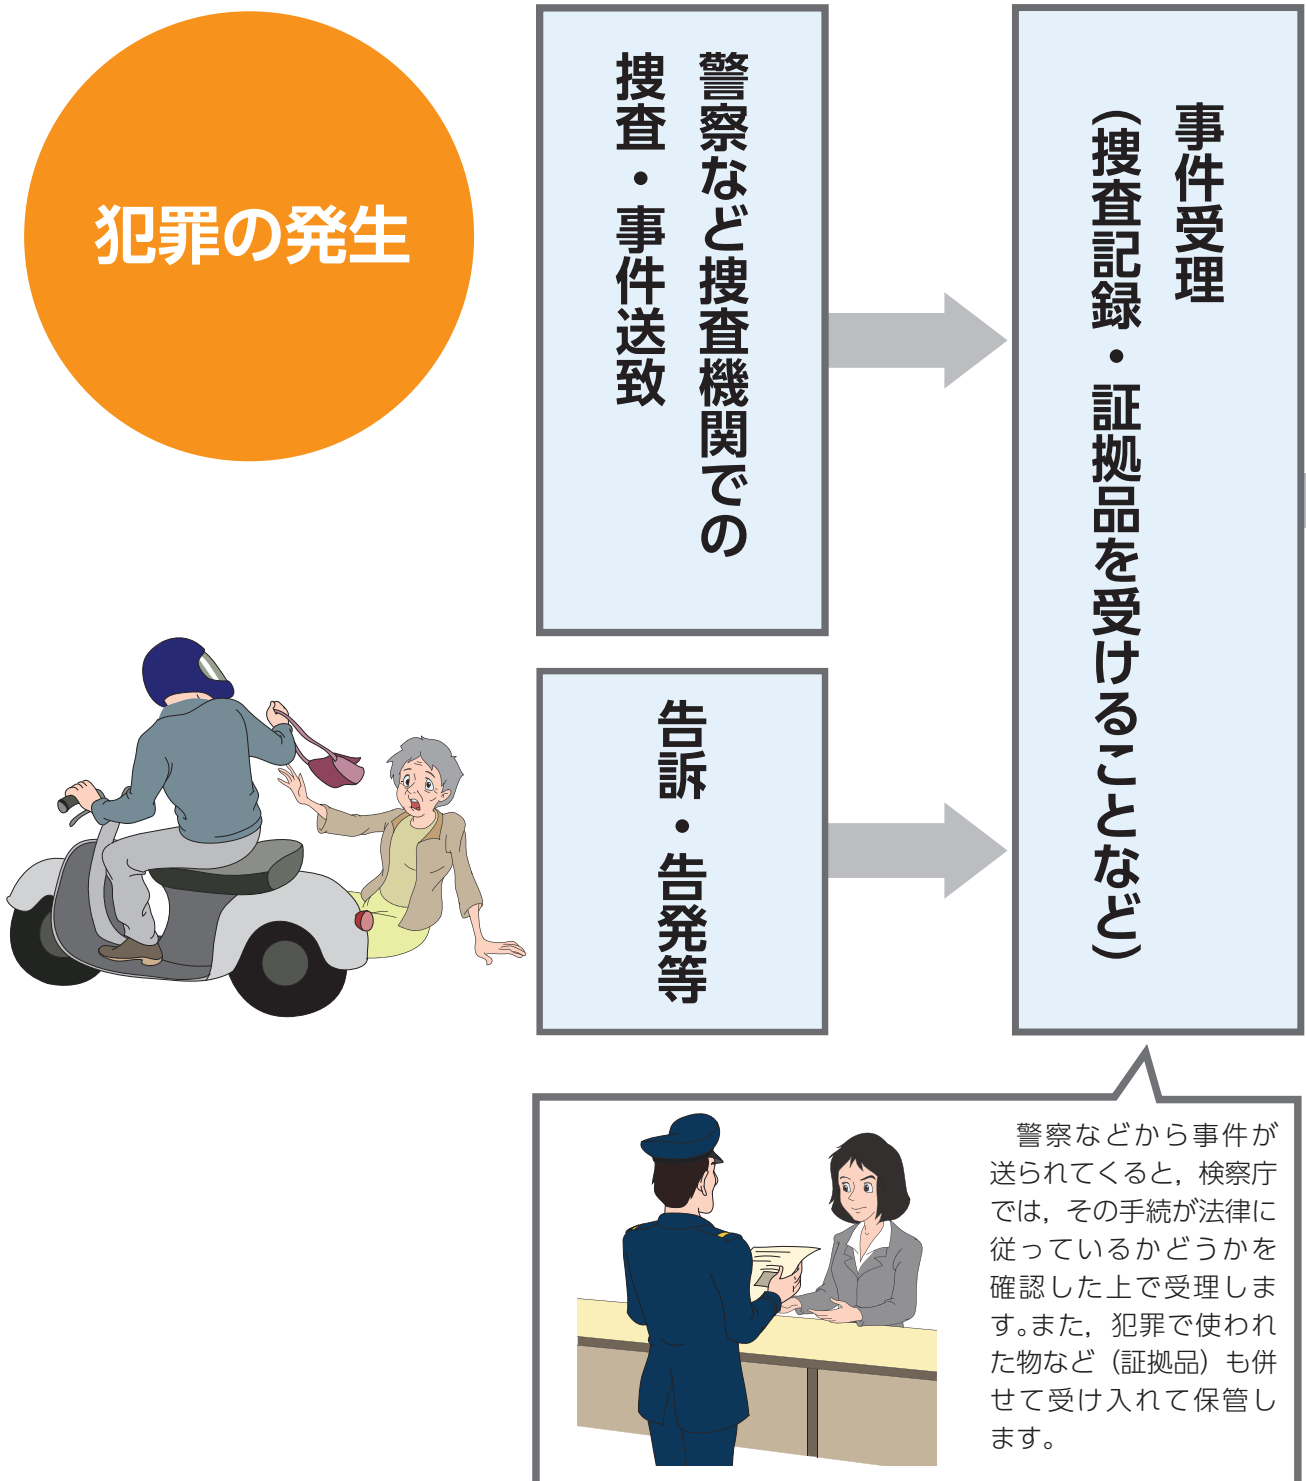 犯罪の発生
警察など捜査機関での
捜査・事件送致
告訴・告発等
事件受理
（捜査記録・証拠品を受けることなど）
　警察などから事件が
送られてくると，検察庁
では，その手続が法律に
従っているかどうかを
確認した上で受理しま
す。また，犯罪で使われ
た物など（証拠品）も併
せて受け入れて保管し
ます。